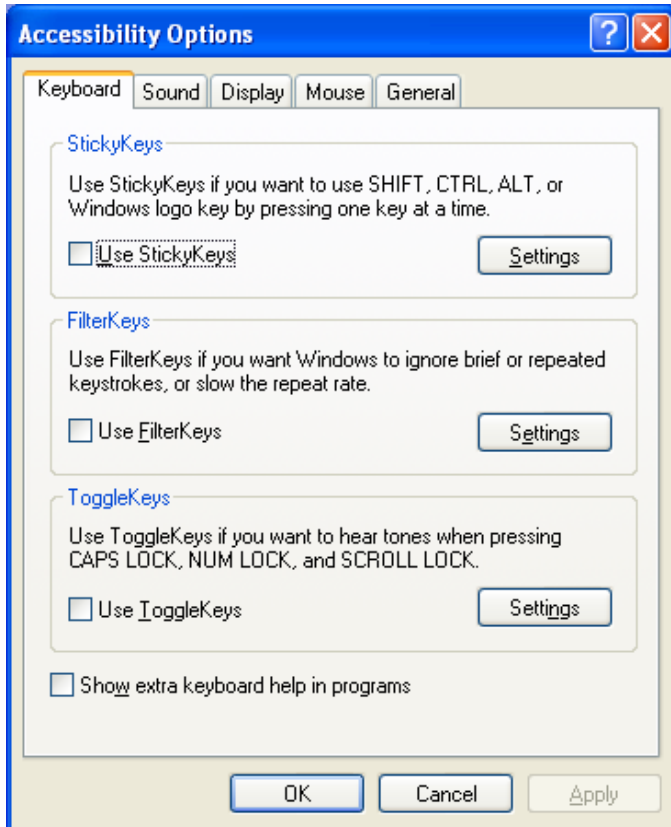 Accessibility Options
Keyboard Sound Display Mouse General
StickyKeys
Use StickyKeys if you want to use SHIFT, CTRL, ALT, or
Windows logo key by pressing one key at a time.
Use StickyKeys Settings
FilterKeys
Use FilterKeys if you want Windows to ignore brief or repeated
keystrokes, or slow the repeat rate.
Use FilterKeys Settings
ToggleKeys
Use ToggleKeys if you want to hear tones when pressing
CAPS LOCK, NUM LOCK, and SCROLL LOCK.
Use ToggleKeys Settings
Show extra keyboard help in programs
OK Cancel Apply